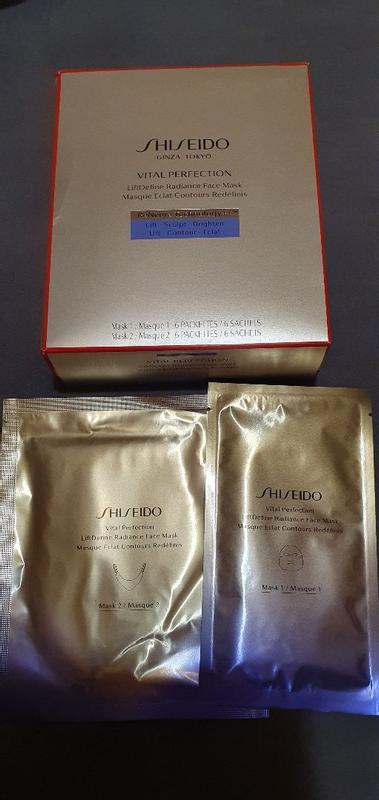 SHISEIDO
GINZA TOKYO
VITAL PERFECTION
LiftDefine Radiance Face Mask
Masque Eclat Contours Redéfinis
ReNeura Technology++™
Lift · Sculpt · Brighten
Lift · Contour · Eclat
Mask 1 / Masque 1 6 PACKETTES / 6 SACHETS
Mask 2 / Masque 2 6 PACKETTES / 6 SACHETS
VITAL PERFECTION
SHISEIDO
Vital Perfection
LiftDefine Radiance Face Mask
Masque Eclat Contours Redéfinis
Mask 2 / Masque 2
SHISEIDO
Vital Perfection
LiftDefine Radiance Face Mask
Masque Eclat Contours Redéfinis
Mask 1 / Masque 1